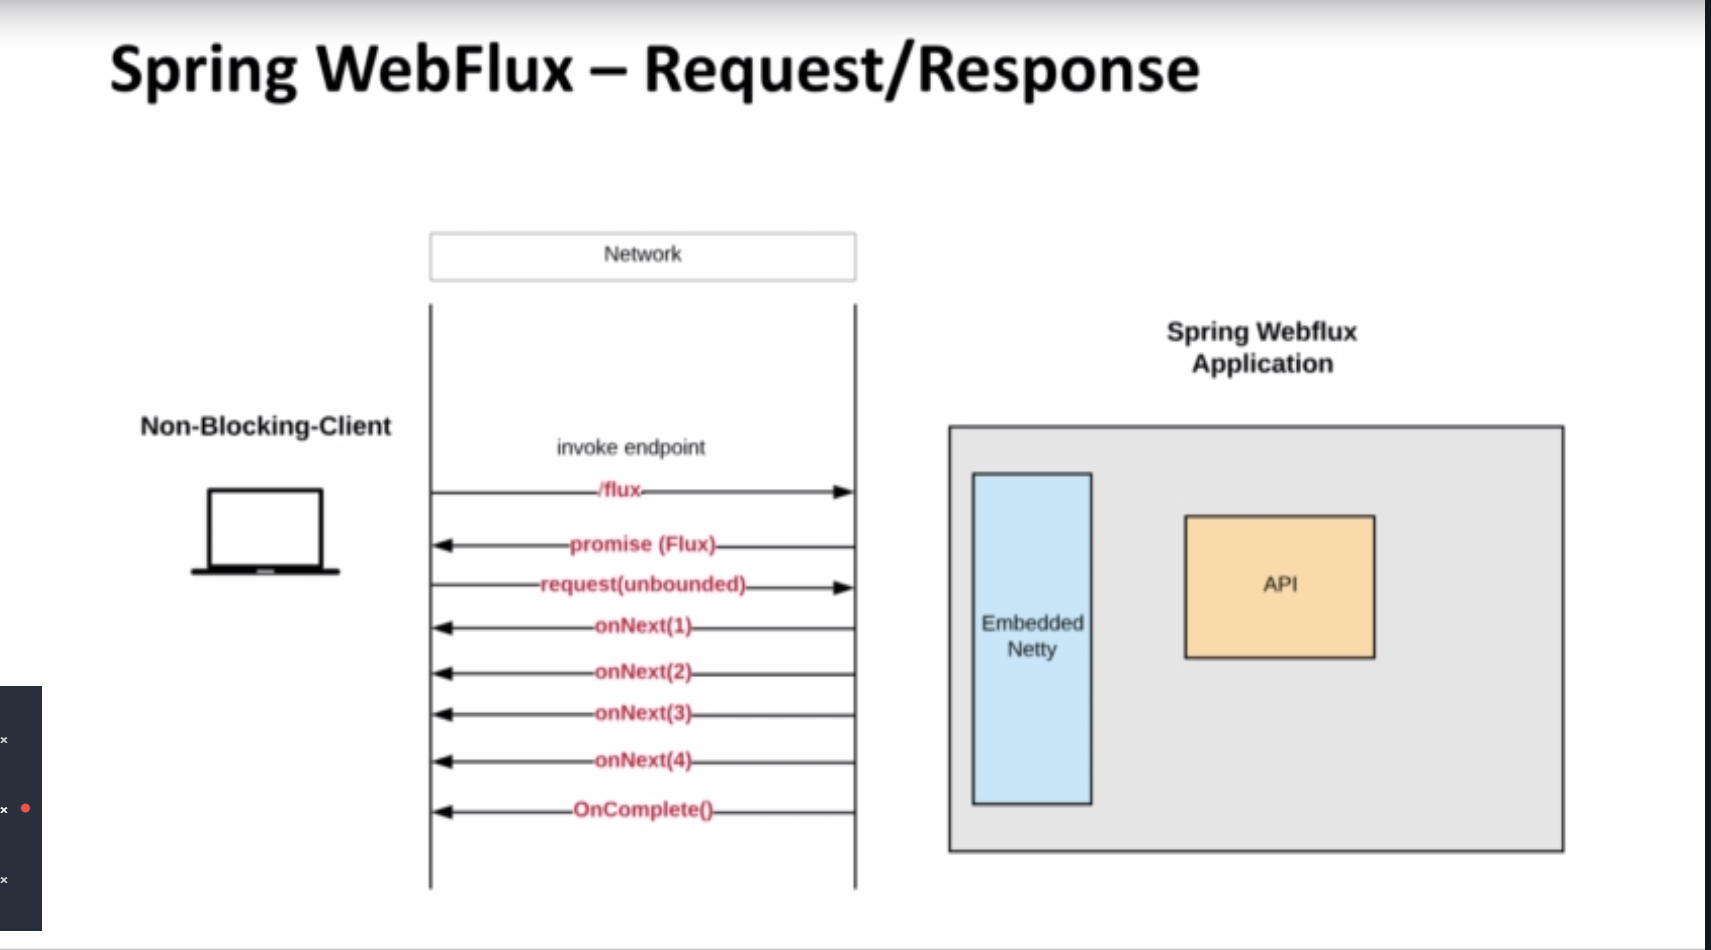 Spring WebFlux – Request/Response
Network
Spring Webflux
Application
Non-Blocking-Client
invoke endpoint
/flux
promise (Flux)
request(unbounded)
onNext(1)
onNext(2)
onNext(3)
onNext(4)
OnComplete()
Embedded
Netty
API